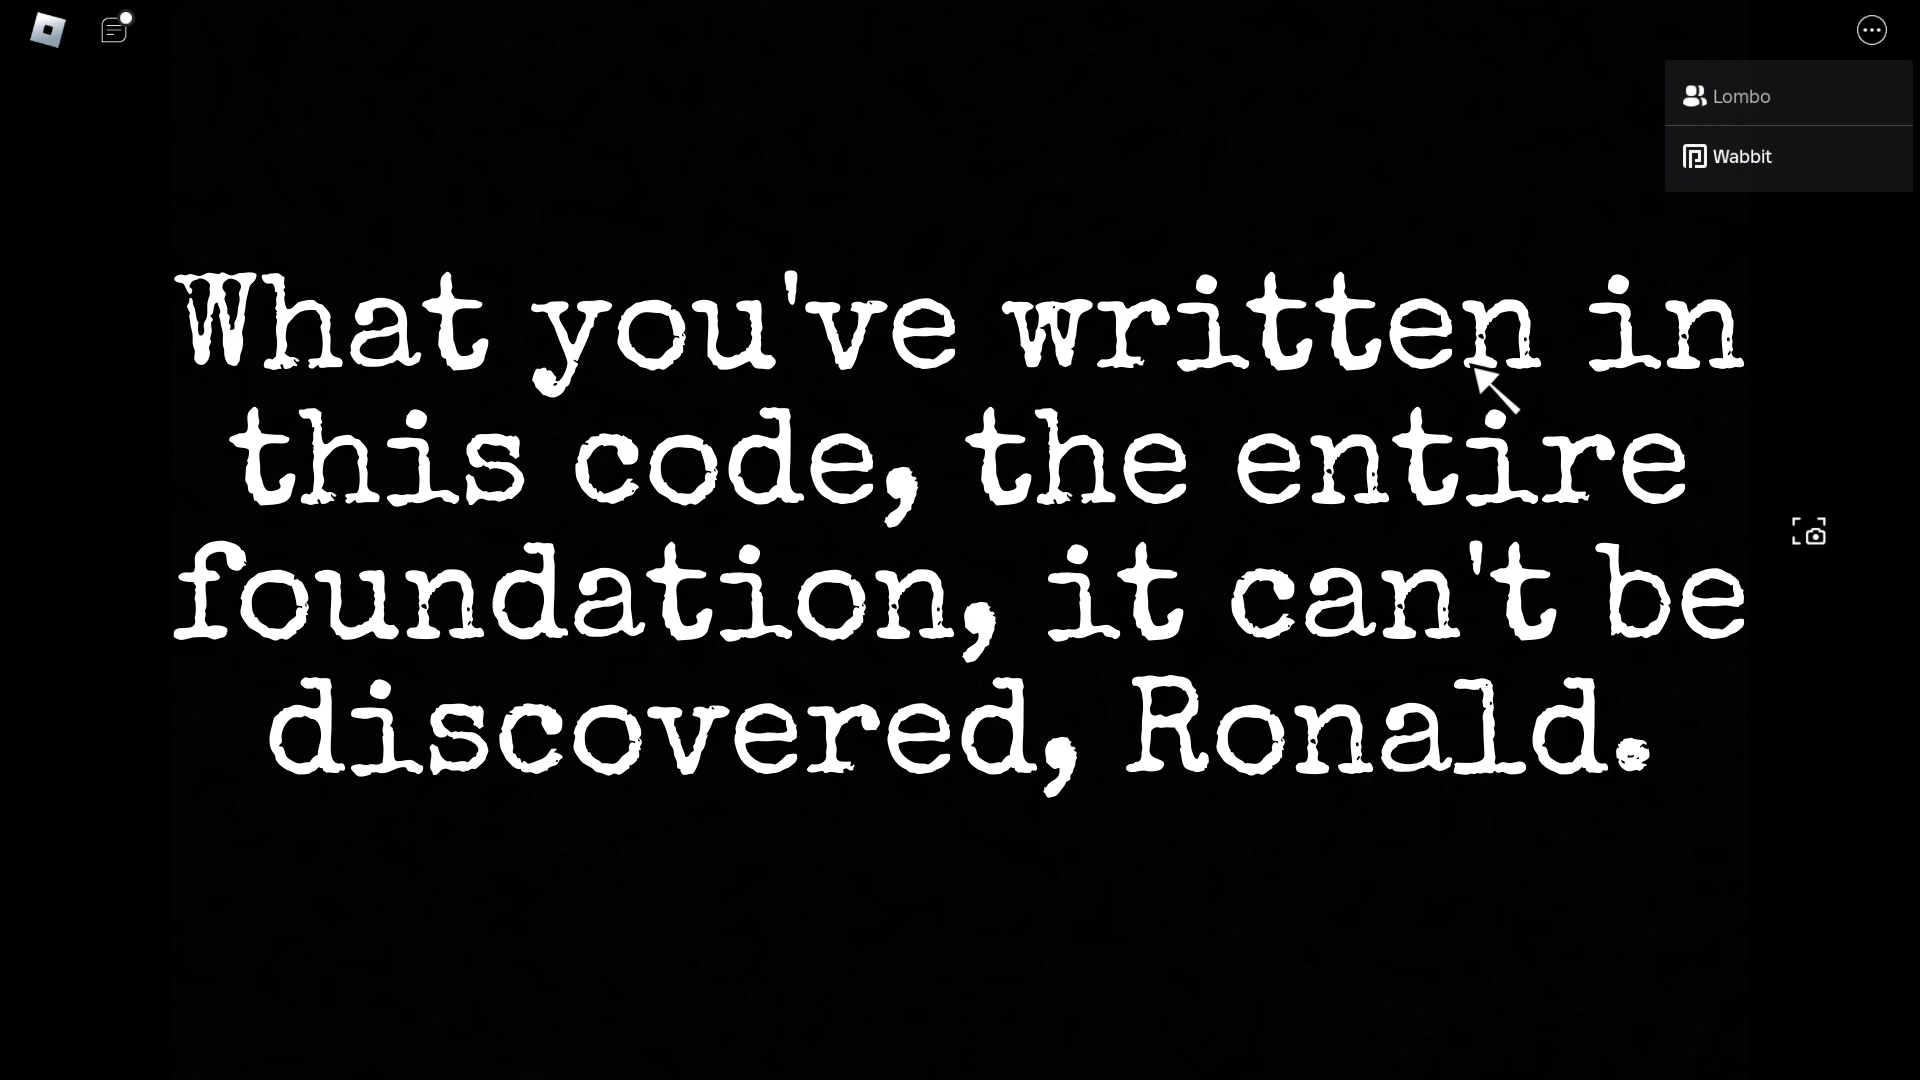 Lombo
Wabbit
What you've written in
this code, the entire
foundation, it can't be
discovered, Ronald.